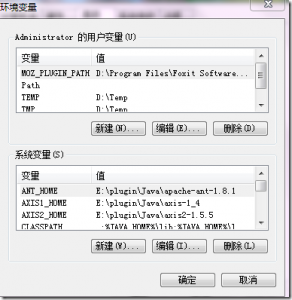 环境变量
Administrator 的用户变量(U)
变量 值
MOZ_PLUGIN_PATH D:\Program Files\Foxit Software...
Path
TEMP D:\Temp
TMP D:\Temp
新建(N)... 编辑(E)... 删除(D)
系统变量(S)
变量 值
ANT_HOME E:\plugin\Java\apache-ant-1.8.1
AXIS1_HOME E:\plugin\Java\axis-1_4
AXIS2_HOME E:\plugin\Java\axis2-1.5.5
CLASSPATH .;%JAVA_HOME%\lib;%JAVA_HOME%\l
新建(W)... 编辑(I)... 删除(L)
确定 取消